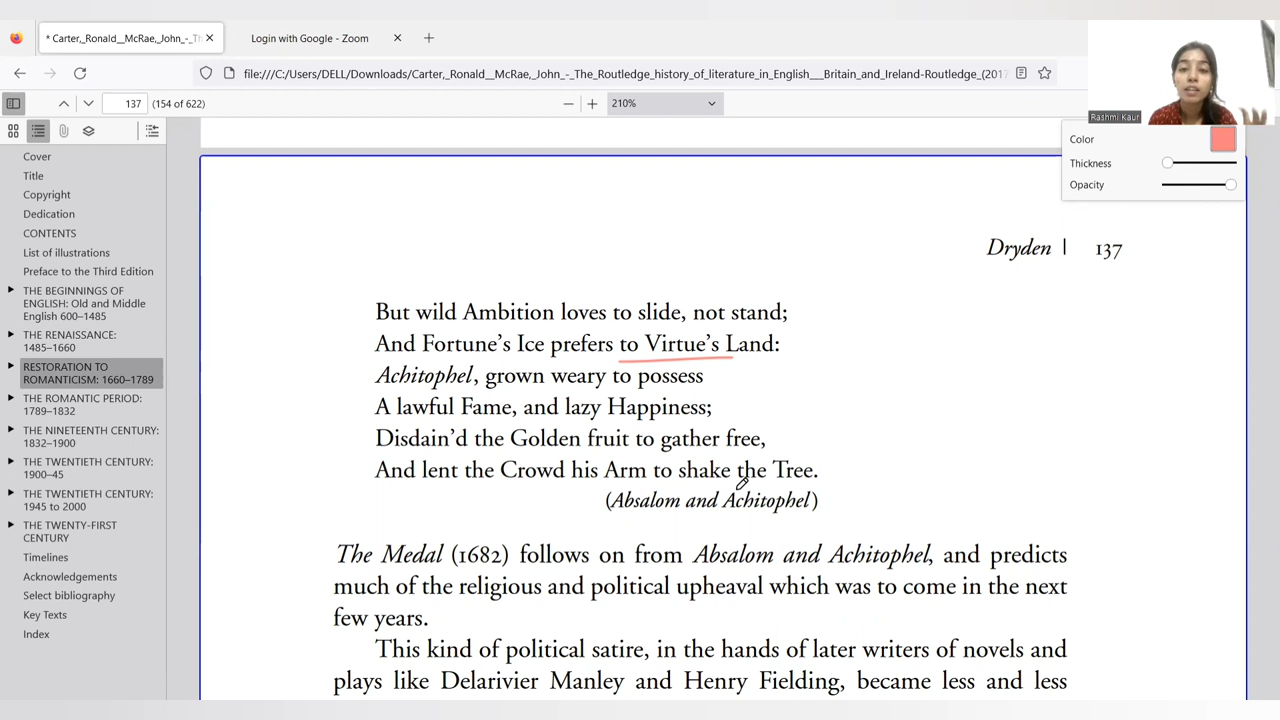 * Carter,_Ronald__McRae,_John_-_Th
Login with Google - Zoom
file:///C:/Users/DELL/Downloads/Carter,_Ronald__McRae,_John_-_The_Routledge_history_of_literature_in_English___Britain_and_Ireland-Routledge_(2017
137 (154 of 622)
210%
Rashmi Kaur
Color
Thickness
Opacity
Cover
Title
Copyright
Dedication
CONTENTS
List of illustrations
Preface to the Third Edition
THE BEGINNINGS OF
ENGLISH: Old and Middle
English 600–1485
THE RENAISSANCE:
1485–1660
RESTORATION TO
ROMANTICISM: 1660–1789
THE ROMANTIC PERIOD:
1789–1832
THE NINETEENTH CENTURY:
1832–1900
THE TWENTIETH CENTURY:
1900–45
THE TWENTIETH CENTURY:
1945 to 2000
THE TWENTY-FIRST
CENTURY
Timelines
Acknowledgements
Select bibliography
Key Texts
Index
Dryden | 137
But wild Ambition loves to slide, not stand;
And Fortune's Ice prefers to Virtue's Land:
Achitophel, grown weary to possess
A lawful Fame, and lazy Happiness;
Disdain'd the Golden fruit to gather free,
And lent the Crowd his Arm to shake the Tree.
(Absalom and Achitophel)
The Medal (1682) follows on from Absalom and Achitophel, and predicts
much of the religious and political upheaval which was to come in the next
few years.
This kind of political satire, in the hands of later writers of novels and
plays like Delarivier Manley and Henry Fielding, became less and less